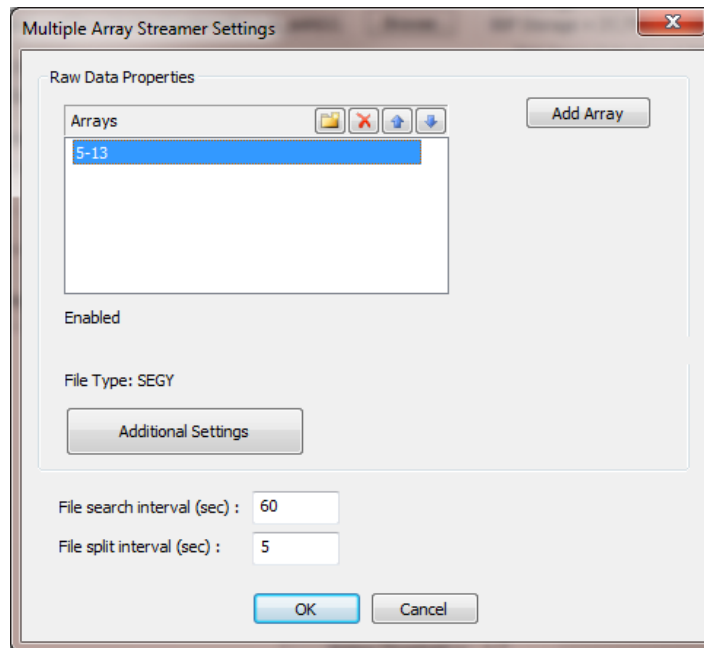 Multiple Array Streamer Settings
Raw Data Properties
Arrays
Add Array
5-13
Enabled
File Type: SEGY
Additional Settings
File search interval (sec) : 60
File split interval (sec) : 5
OK Cancel